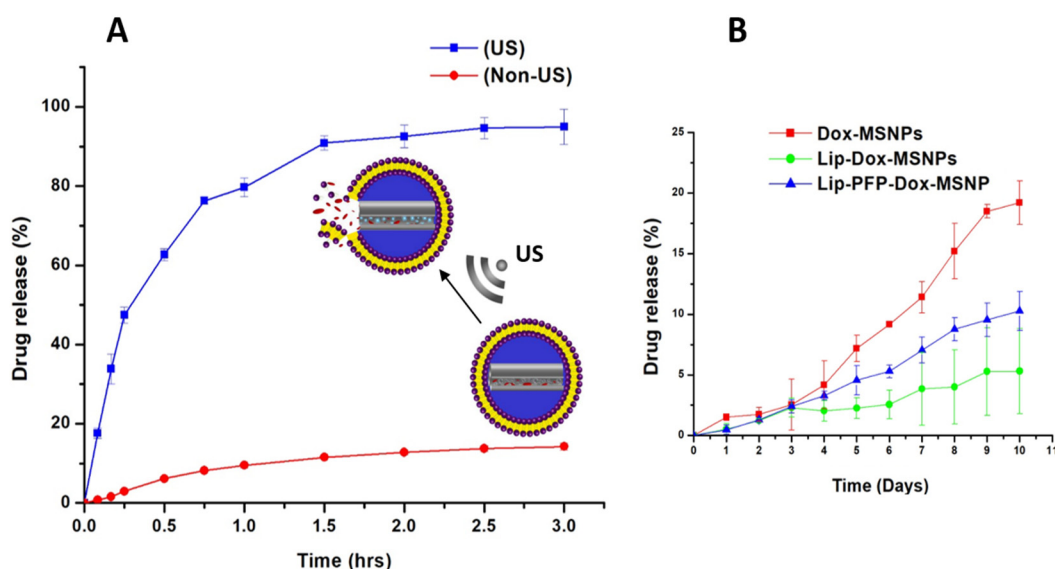 A
(US)
(Non-US)
Drug release (%)
100
80
60
40
20
0
US
0.0 0.5 1.0 1.5 2.0 2.5 3.0
Time (hrs)
B
Dox-MSNPs
Lip-Dox-MSNPs
Lip-PFP-Dox-MSNP
Drug release (%)
25
20
15
10
5
0
0 1 2 3 4 5 6 7 8 9 10 11
Time (Days)